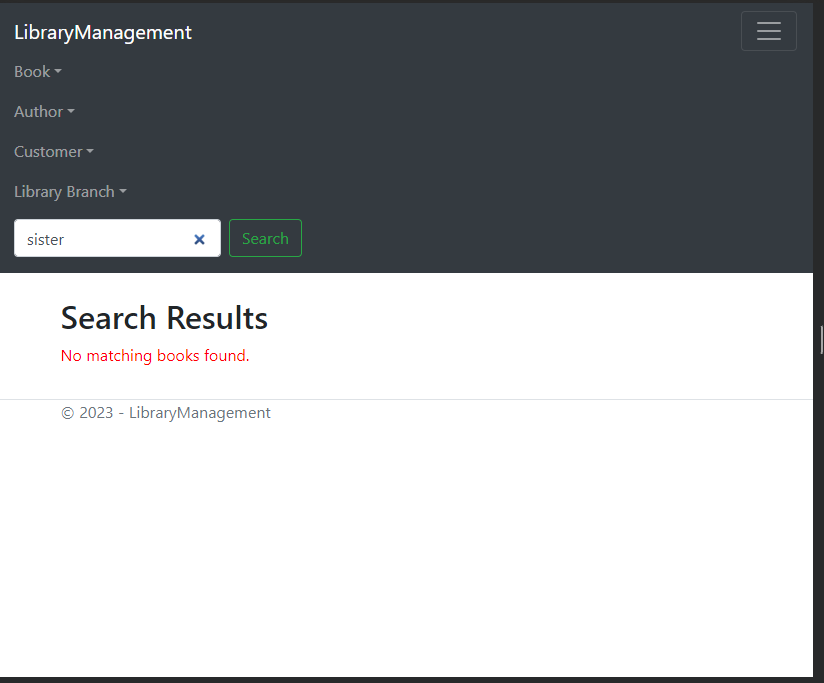 LibraryManagement
Book
Author
Customer
Library Branch
sister Search
Search Results
No matching books found.
© 2023 - LibraryManagement